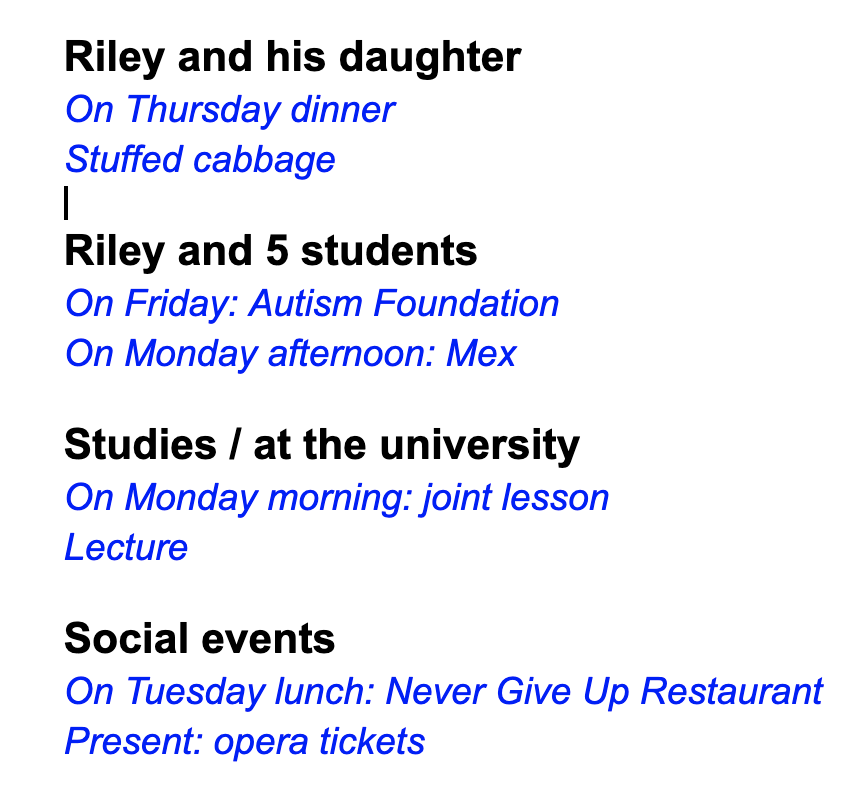 Riley and his daughter
On Thursday dinner
Stuffed cabbage
Riley and 5 students
On Friday: Autism Foundation
On Monday afternoon: Mex
Studies / at the university
On Monday morning: joint lesson
Lecture
Social events
On Tuesday lunch: Never Give Up Restaurant
Present: opera tickets